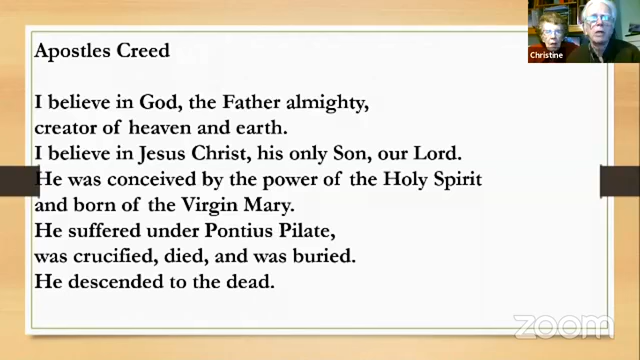 Apostles Creed
Christine
I believe in God, the Father almighty,
creator of heaven and earth.
I believe in Jesus Christ, his only Son, our Lord.
He was conceived by the power of the Holy Spirit
and born of the Virgin Mary.
He suffered under Pontius Pilate,
was crucified, died, and was buried.
He descended to the dead.
zoom